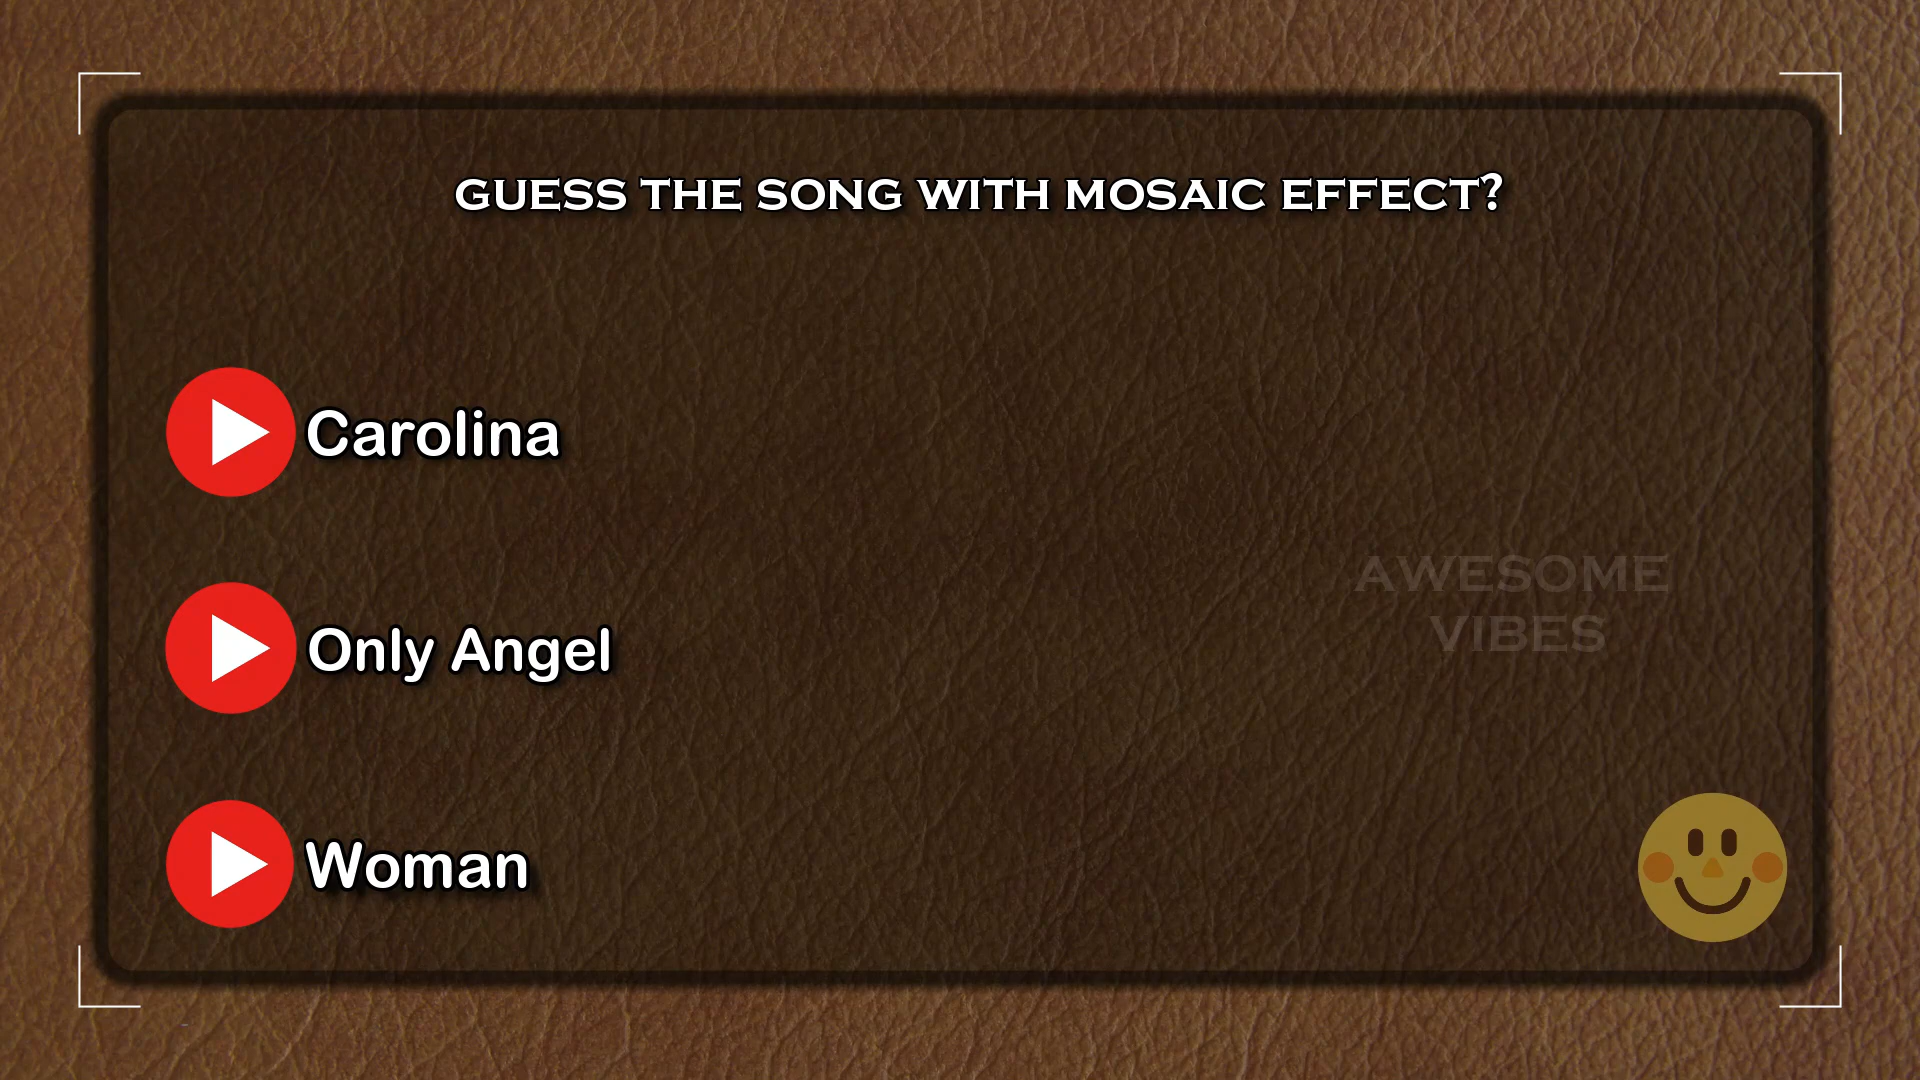 GUESS THE SONG WITH MOSAIC EFFECT?
Carolina
Only Angel
Woman
AWESOME
VIBES